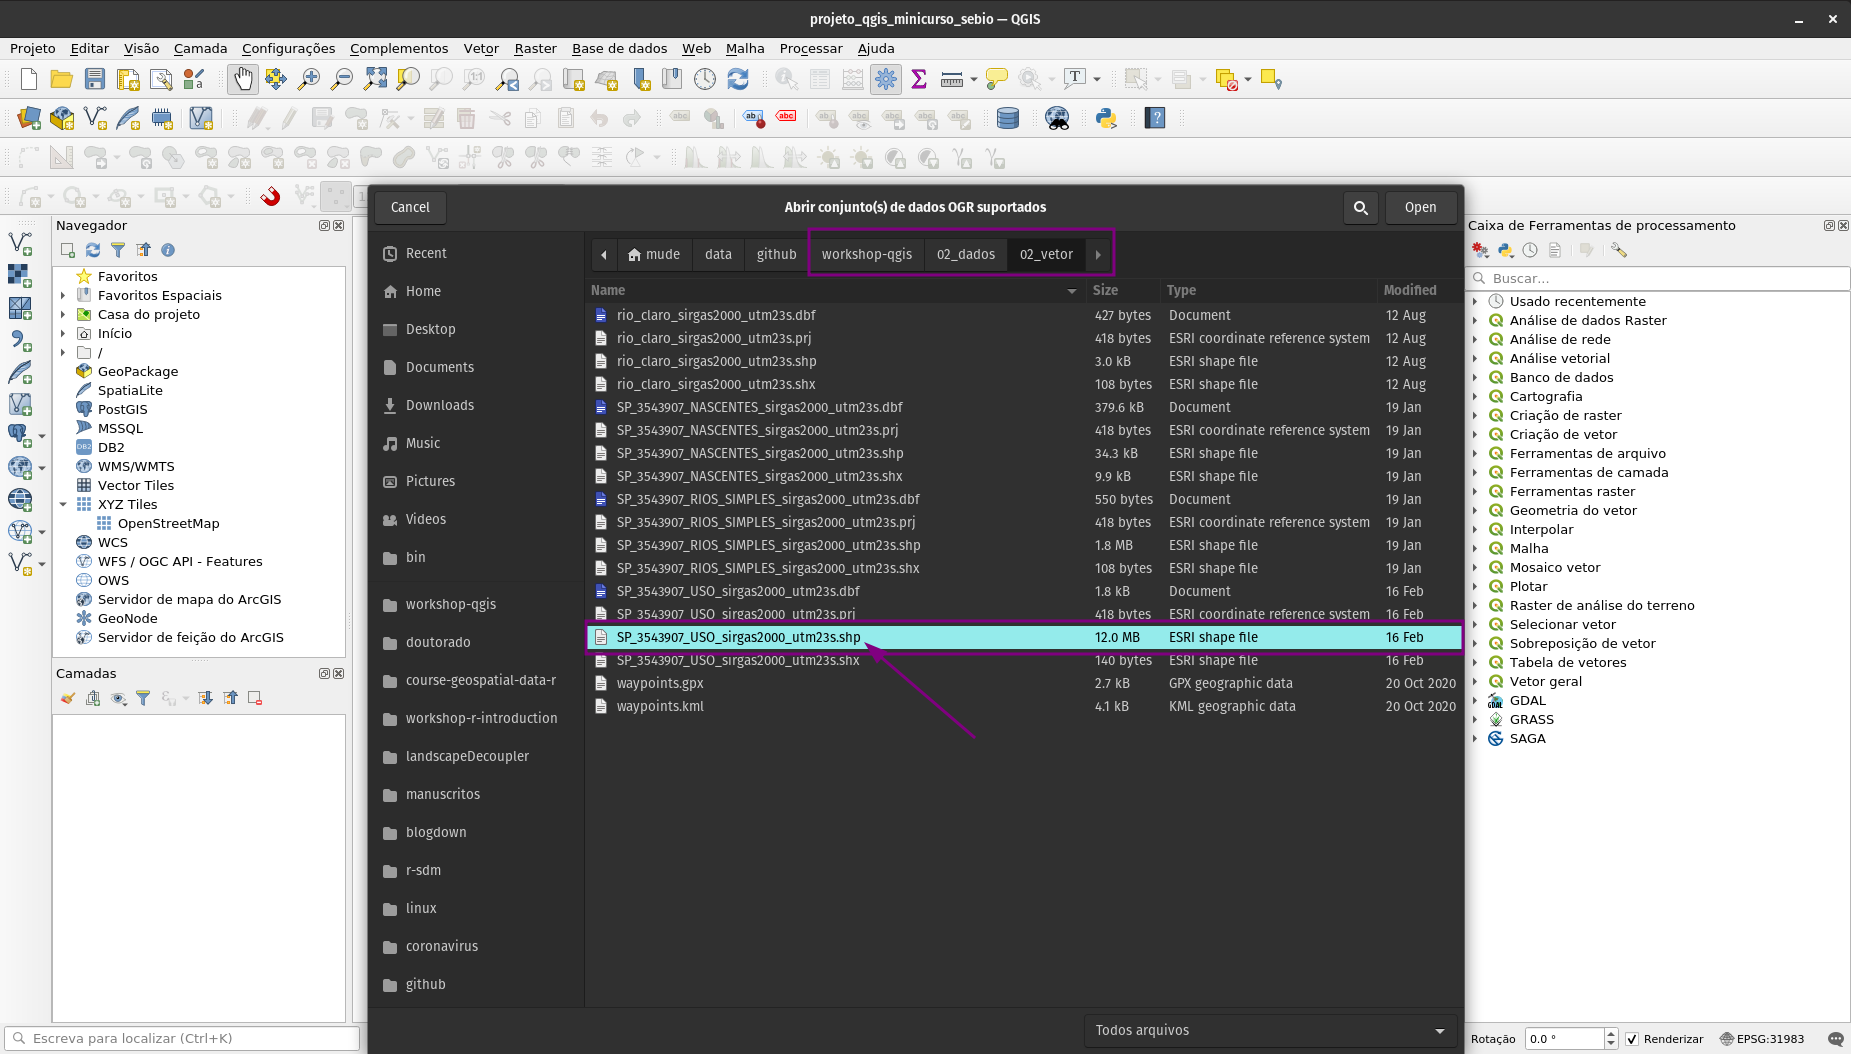 projeto_qgis_minicurso_sebio — QGIS
Projeto Editar Visão Camada Configurações Complementos Vetor Raster Base de dados Web Malha Processar Ajuda
Navegador
Favoritos
Favoritos Espaciais
Casa do projeto
Início
/
GeoPackage
SpatiaLite
PostGIS
MSSQL
DB2
WMS/WMTS
Vector Tiles
XYZ Tiles
OpenStreetMap
WCS
WFS / OGC API - Features
OWS
Servidor de mapa do ArcGIS
GeoNode
Servidor de feição do ArcGIS
Camadas
Escreva para localizar (Ctrl+K)
Cancel
Abrir conjunto(s) de dados OGR suportados
Open
Recent
Home
Desktop
Documents
Downloads
Music
Pictures
Videos
bin
workshop-qgis
doutorado
course-geospatial-data-r
workshop-r-introduction
landscapeDecoupler
manuscritos
blogdown
r-sdm
linux
coronavirus
github
mude data github workshop-qgis 02_dados 02_vetor
Name Size Type Modified
rio_claro_sirgas2000_utm23s.dbf 427 bytes Document 12 Aug
rio_claro_sirgas2000_utm23s.prj 418 bytes ESRI coordinate reference system 12 Aug
rio_claro_sirgas2000_utm23s.shp 3.0 kB ESRI shape file 12 Aug
rio_claro_sirgas2000_utm23s.shx 108 bytes ESRI shape file 12 Aug
SP_3543907_NASCENTES_sirgas2000_utm23s.dbf 379.6 kB Document 19 Jan
SP_3543907_NASCENTES_sirgas2000_utm23s.prj 418 bytes ESRI coordinate reference system 19 Jan
SP_3543907_NASCENTES_sirgas2000_utm23s.shp 34.3 kB ESRI shape file 19 Jan
SP_3543907_NASCENTES_sirgas2000_utm23s.shx 9.9 kB ESRI shape file 19 Jan
SP_3543907_RIOS_SIMPLES_sirgas2000_utm23s.dbf 550 bytes Document 19 Jan
SP_3543907_RIOS_SIMPLES_sirgas2000_utm23s.prj 418 bytes ESRI coordinate reference system 19 Jan
SP_3543907_RIOS_SIMPLES_sirgas2000_utm23s.shp 1.8 MB ESRI shape file 19 Jan
SP_3543907_RIOS_SIMPLES_sirgas2000_utm23s.shx 108 bytes ESRI shape file 19 Jan
SP_3543907_USO_sirgas2000_utm23s.dbf 1.8 kB Document 16 Feb
SP_3543907_USO_sirgas2000_utm23s.prj 418 bytes ESRI coordinate reference system 16 Feb
SP_3543907_USO_sirgas2000_utm23s.shp 12.0 MB ESRI shape file 16 Feb
SP_3543907_USO_sirgas2000_utm23s.shx 140 bytes ESRI shape file 16 Feb
waypoints.gpx 2.7 kB GPX geographic data 20 Oct 2020
waypoints.kml 4.1 kB KML geographic data 20 Oct 2020
Todos arquivos
Caixa de Ferramentas de processamento
Buscar...
Usado recentemente
Análise de dados Raster
Análise de rede
Análise vetorial
Banco de dados
Cartografia
Criação de raster
Criação de vetor
Ferramentas de arquivo
Ferramentas de camada
Ferramentas raster
Geometria do vetor
Interpolar
Malha
Mosaico vetor
Plotar
Raster de análise do terreno
Selecionar vetor
Sobreposição de vetor
Tabela de vetores
Vetor geral
GDAL
GRASS
SAGA
Rotação 0.0 ° Renderizar EPSG:31983